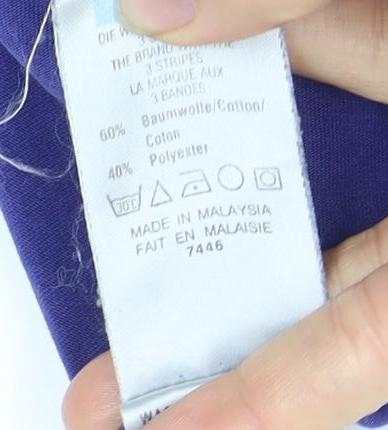 DIE
THE BRAND WITH THE
3 STRIPES
LA MARQUE AUX
3 BANDES
60% Baumwolle/Cotton/
Coton
40% Polyester
30°C
MADE IN MALAYSIA
FAIT EN MALAISIE
7446